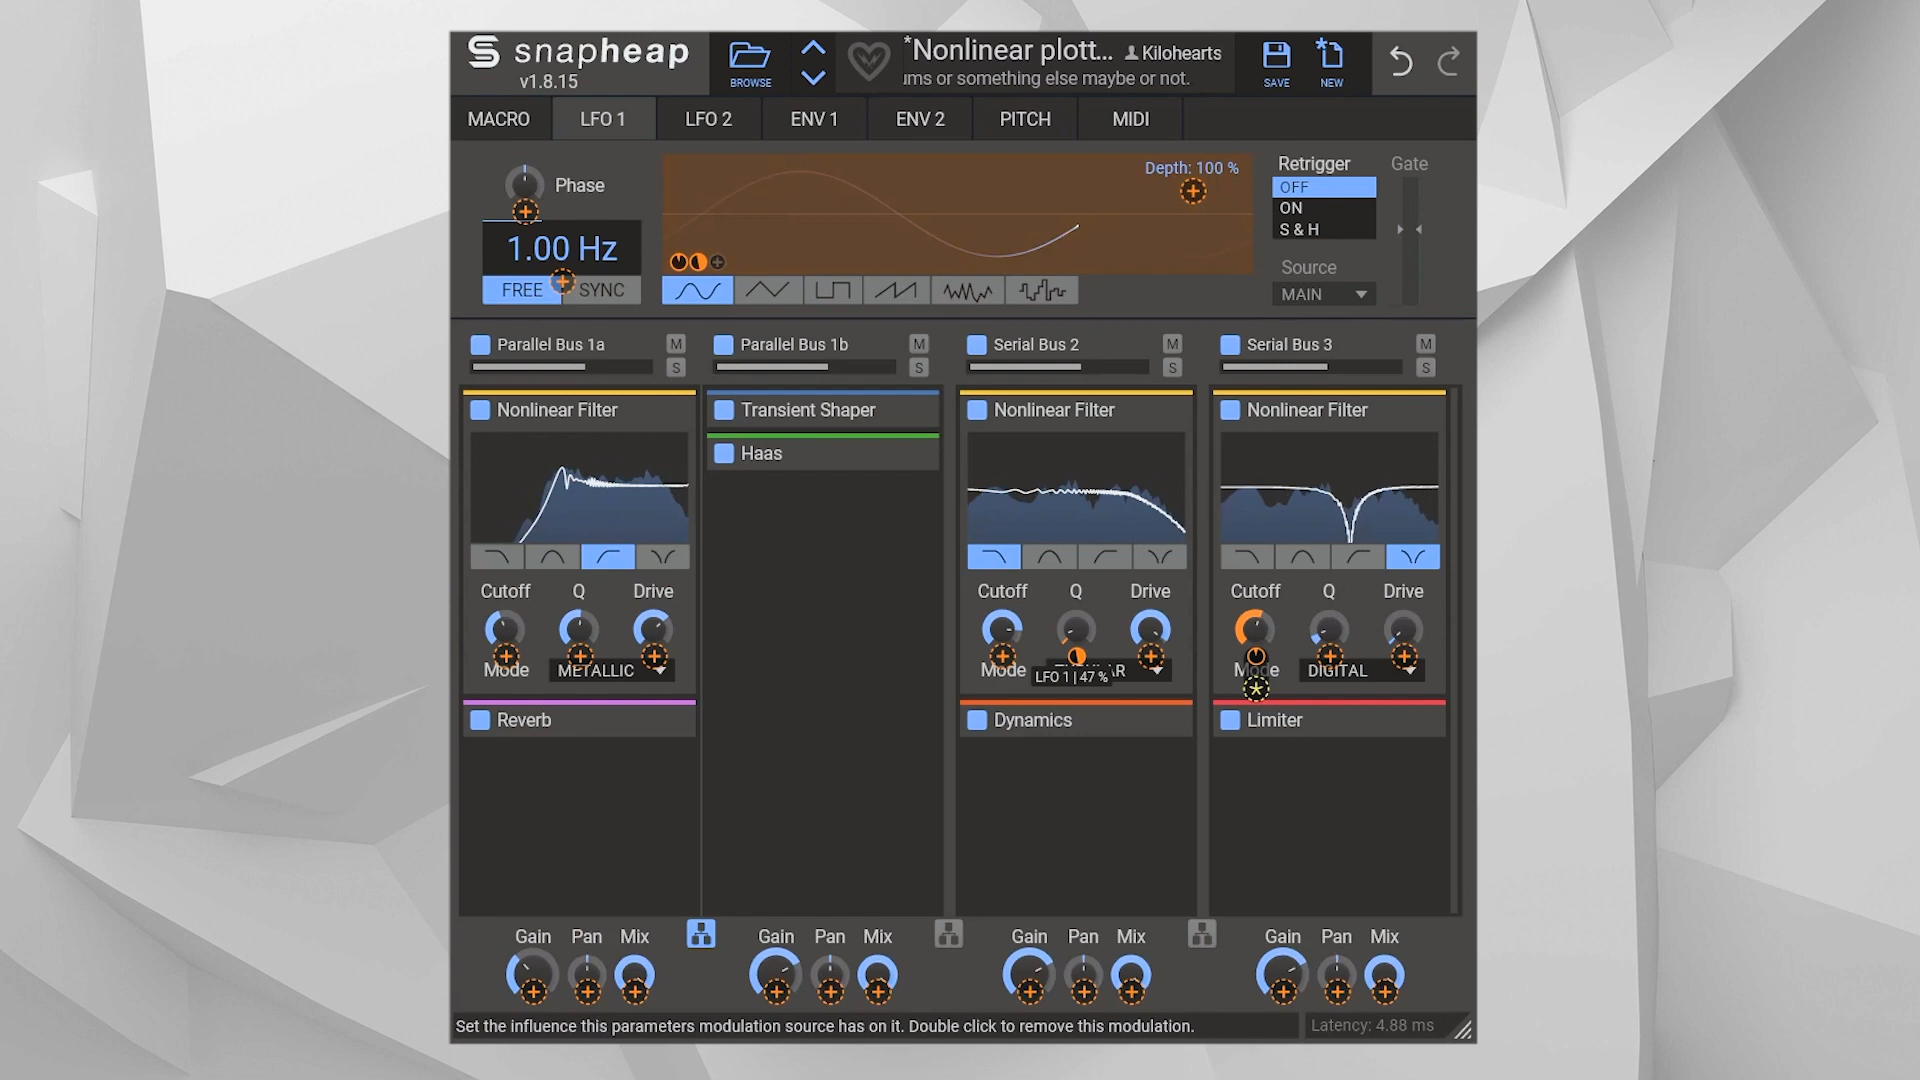 snapheap
v1.8.15
BROWSE
*Nonlinear plott...
Kilohearts
ums or something else maybe or not.
SAVE
NEW
MACRO
LFO 1
LFO 2
ENV 1
ENV 2
PITCH
MIDI
Phase
1.00 Hz
FREE
SYNC
Depth: 100 %
Retrigger
OFF
ON
S & H
Gate
Source
MAIN
Parallel Bus 1a
M
S
Parallel Bus 1b
M
S
Serial Bus 2
M
S
Serial Bus 3
M
S
Nonlinear Filter
Cutoff
Q
Drive
Mode
METALLIC
Reverb
Transient Shaper
Haas
Nonlinear Filter
Cutoff
Q
Drive
Mode
LFO 1 | 47 %
Dynamics
Nonlinear Filter
Cutoff
Q
Drive
Mode
DIGITAL
Limiter
Gain Pan Mix
Gain Pan Mix
Gain Pan Mix
Gain Pan Mix
Set the influence this parameters modulation source has on it. Double click to remove this modulation.
Latency: 4.88 ms